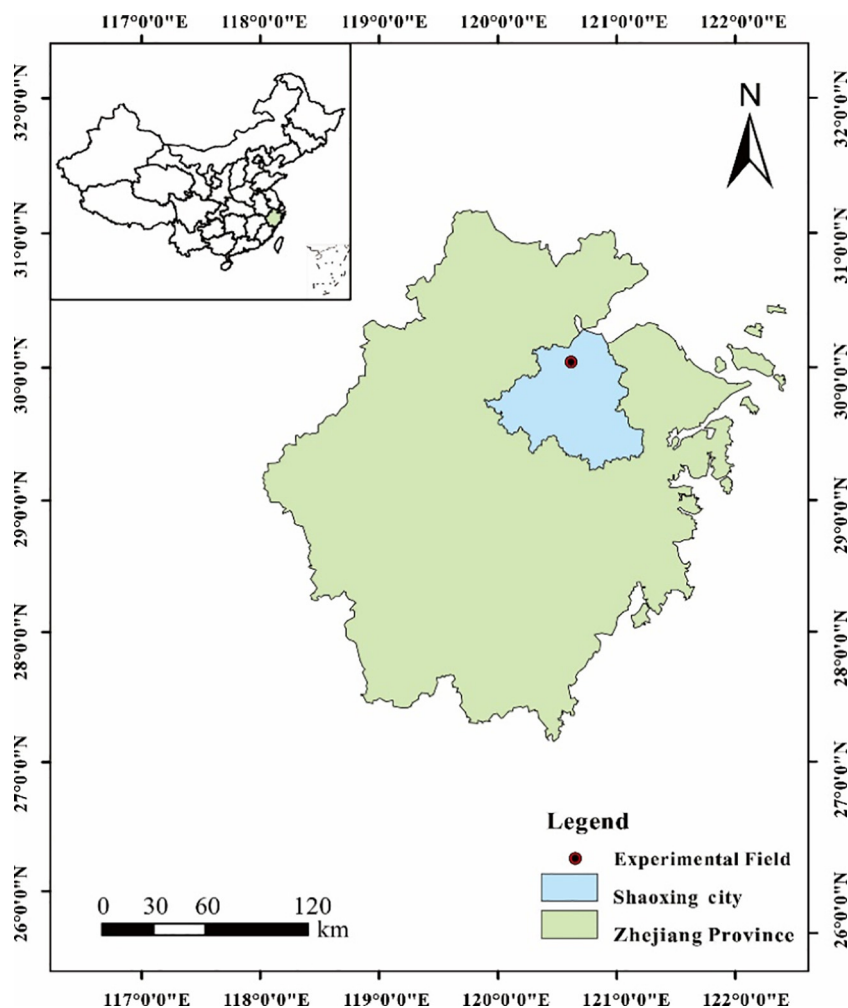 117°0'0"E 118°0'0"E 119°0'0"E 120°0'0"E 121°0'0"E 122°0'0"E
32°0'0"N
31°0'0"N
30°0'0"N
29°0'0"N
28°0'0"N
27°0'0"N
26°0'0"N
N
32°0'0"N
31°0'0"N
30°0'0"N
29°0'0"N
28°0'0"N
27°0'0"N
26°0'0"N
Legend
Experimental Field
Shaoxing city
Zhejiang Province
0 30 60 120
km
117°0'0"E 118°0'0"E 119°0'0"E 120°0'0"E 121°0'0"E 122°0'0"E